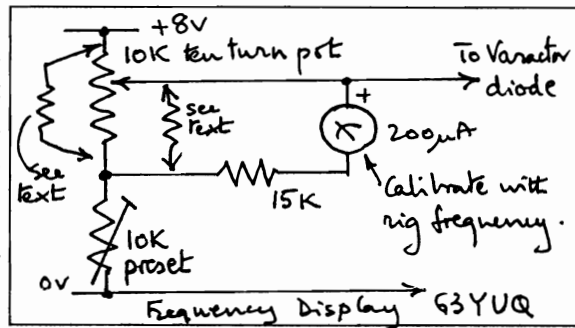 +8v
10K ten turn pot
To Varactor
diode
see
text
+
200µA
see
text
15K
Calibrate with
rig frequency.
10K
preset
0v
Frequency Display G3YUQ